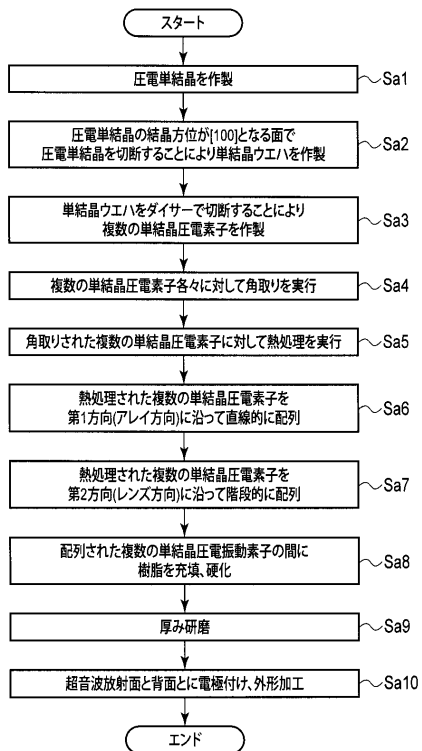 スタート
圧電単結晶を作製
Sa1
圧電単結晶の結晶方位が[100]となる面で
圧電単結晶を切断することにより単結晶ウエハを作製
Sa2
単結晶ウエハをダイサーで切断することにより
複数の単結晶圧電素子を作製
Sa3
複数の単結晶圧電素子各々に対して角取りを実行
Sa4
角取りされた複数の単結晶圧電素子に対して熱処理を実行
Sa5
熱処理された複数の単結晶圧電素子を
第1方向(アレイ方向)に沿って直線的に配列
Sa6
熱処理された複数の単結晶圧電素子を
第2方向(レンズ方向)に沿って階段的に配列
Sa7
配列された複数の単結晶圧電振動素子の間に
樹脂を充填、硬化
Sa8
厚み研磨
Sa9
超音波放射面と背面とに電極付け、外形加工
Sa10
エンド